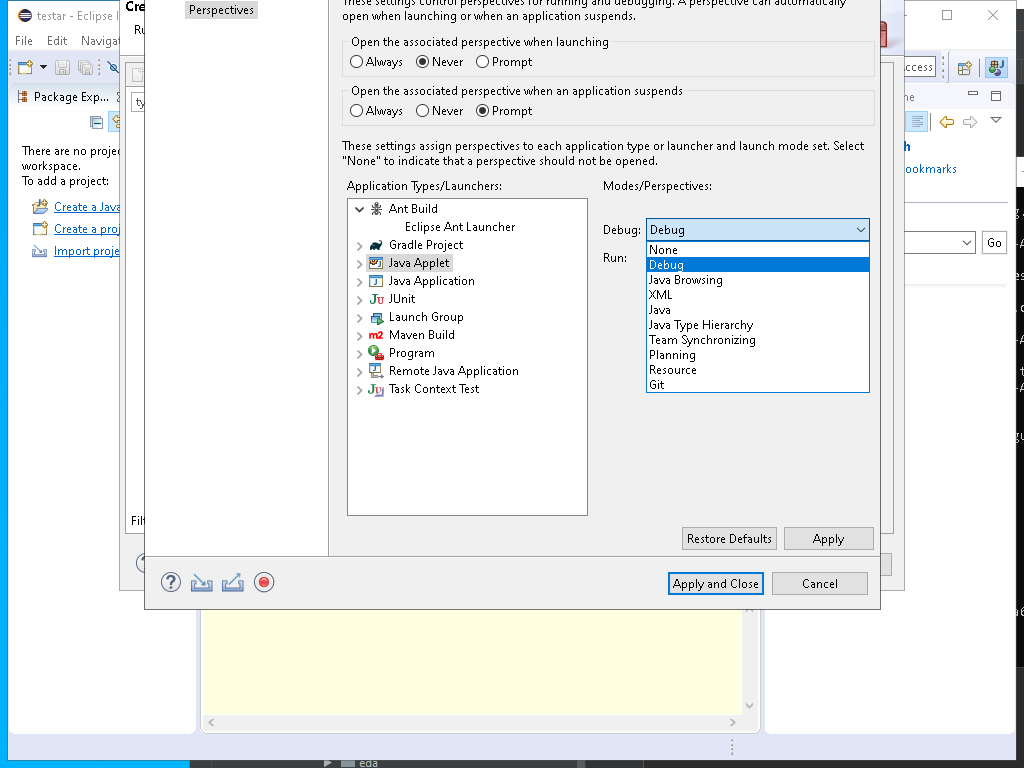 testar - Eclipse I
Cre
Perspectives
These settings control perspectives for running and debugging. A perspective can automatically
open when launching or when an application suspends.
File Edit Navigat
Ru
Open the associated perspective when launching
Always Never Prompt
ccess
Open the associated perspective when an application suspends
Always Never Prompt
Package Exp...
ty
ne
There are no proje
workspace.
To add a project:
These settings assign perspectives to each application type or launcher and launch mode set. Select
"None" to indicate that a perspective should not be opened.
h
ookmarks
Create a Java
Create a proj
Import proje
Application Types/Launchers:
Modes/Perspectives:
Ant Build
Eclipse Ant Launcher
Gradle Project
Java Applet
Java Application
JUnit
Launch Group
Maven Build
Program
Remote Java Application
Task Context Test
Debug: Debug
Run:
None
Debug
Java Browsing
XML
Java
Java Type Hierarchy
Team Synchronizing
Planning
Resource
Git
Go
Filt
Restore Defaults Apply
Apply and Close Cancel
eda